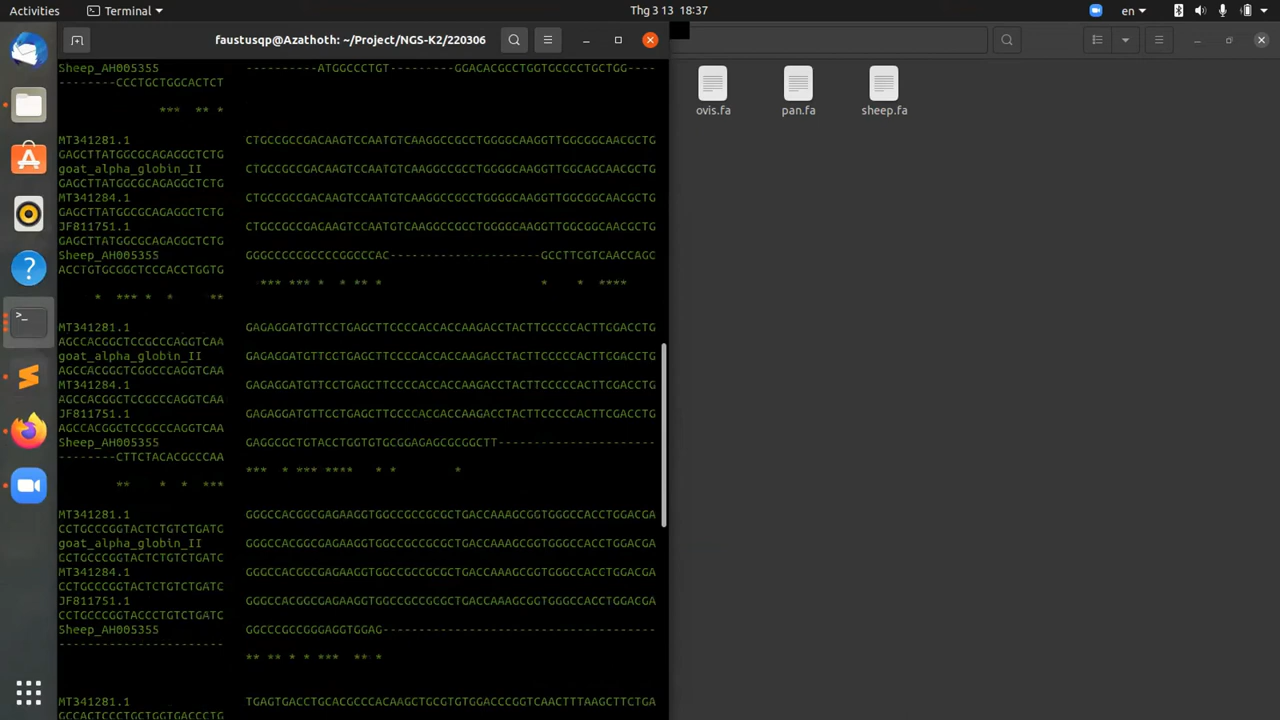 Activities
Terminal
Thg 3 13 18:37
en
faustusqp@Azathoth: ~/Project/NGS-K2/220306
ovis.fa
pan.fa
sheep.fa
Sheep_AH005355 ----------ATGGCCCTGT---------GGACACGCCTGGTGCCCCTGCTGG----
--------CCCTGCTGGCACTCT
*** ** *
MT341281.1 CTGCCGCCGACAAGTCCAATGTCAAGGCCGCCTGGGGCAAGGTTGGCGGCAACGCTG
GAGCTTATGGCGCAGAGGCTCTG
goat_alpha_globin_II CTGCCGCCGACAAGTCCAATGTCAAGGCCGCCTGGGGCAAGGTTGGCAGCAACGCTG
GAGCTTATGGCGCAGAGGCTCTG
MT341284.1 CTGCCGCCGACAAGTCCAATGTCAAGGCCGCCTGGGGCAAGGTTGGCGGCAACGCTG
GAGCTTATGGCGCAGAGGCTCTG
JF811751.1 CTGCCGCCGACAAGTCCAATGTCAAGGCCGCCTGGGGCAAGGTTGGCGGCAACGCTG
GAGCTTATGGCGCAGAGGCTCTG
Sheep_AH005355 GGGCCCCCGCCCCGGCCCAC---------------------GCCTTCGTCAACCAGC
ACCTGTGCGGCTCCCACCTGGTG
*** *** * * ** * * * ****
* *** * * **
MT341281.1 GAGAGGATGTTCCTGAGCTTCCCCACCACCAAGACCTACTTCCCCCACTTCGACCTG
AGCCACGGCTCCGCCCAGGTCAA
goat_alpha_globin_II GAGAGGATGTTCCTGAGCTTCCCCACCACCAAGACCTACTTCCCCCACTTCGACCTG
AGCCACGGCTCGGCCCAGGTCAA
MT341284.1 GAGAGGATGTTCCTGAGCTTCCCCACCACCAAGACCTACTTCCCCCACTTCGACCTG
AGCCACGGCTCCGCCCAGGTCAA
JF811751.1 GAGAGGATGTTCCTGAGCTTCCCCACGACCAAGACCTACTTCCCCCACTTCGACCTG
AGCCACGGCTCCGCCCAGGTCAA
Sheep_AH005355 GAGGCGCTGTACCTGGTGTGCGGAGAGCGCGGCTT----------------------
--------CTTCTACACGCCCAA
*** * *** **** * * *
** * * ***
MT341281.1 GGGCCACGGCGAGAAGGTGGCCGCCGCGCTGACCAAAGCGGTGGGCCACCTGGACGA
CCTGCCCGGTACTCTGTCTGATC
goat_alpha_globin_II GGGCCACGGCGAGAAGGTGGCCGCCGCGCTGACCAAAGCGGTGGGCCACCTGGACGA
CCTGCCCGGTACTCTGTCTGATC
MT341284.1 GGGCCACGGCGAGAAGGTGGCCGCCGCGCTGACCAAAGCGGTGGGCCACCTGGACGA
CCTGCCCGGTACTCTGTCTGATC
JF811751.1 GGGCCACGGCGAGAAGGTGGCCGCCGCGCTGACCAAAGCGGTGGGCCACCTGGACGA
CCTGCCCGGTACCCTGTCTGATC
Sheep_AH005355 GGCCCGCCGGGAGGTGGAG--------------------------------------
-----------------------
** ** * * *** ** *
MT341281.1 TGAGTGACCTGCACGCCCACAAGCTGCGTGTGGACCCGGTCAACTTTAAGCTTCTGA
GCCACTCCCTGCTGGTGACCCTG